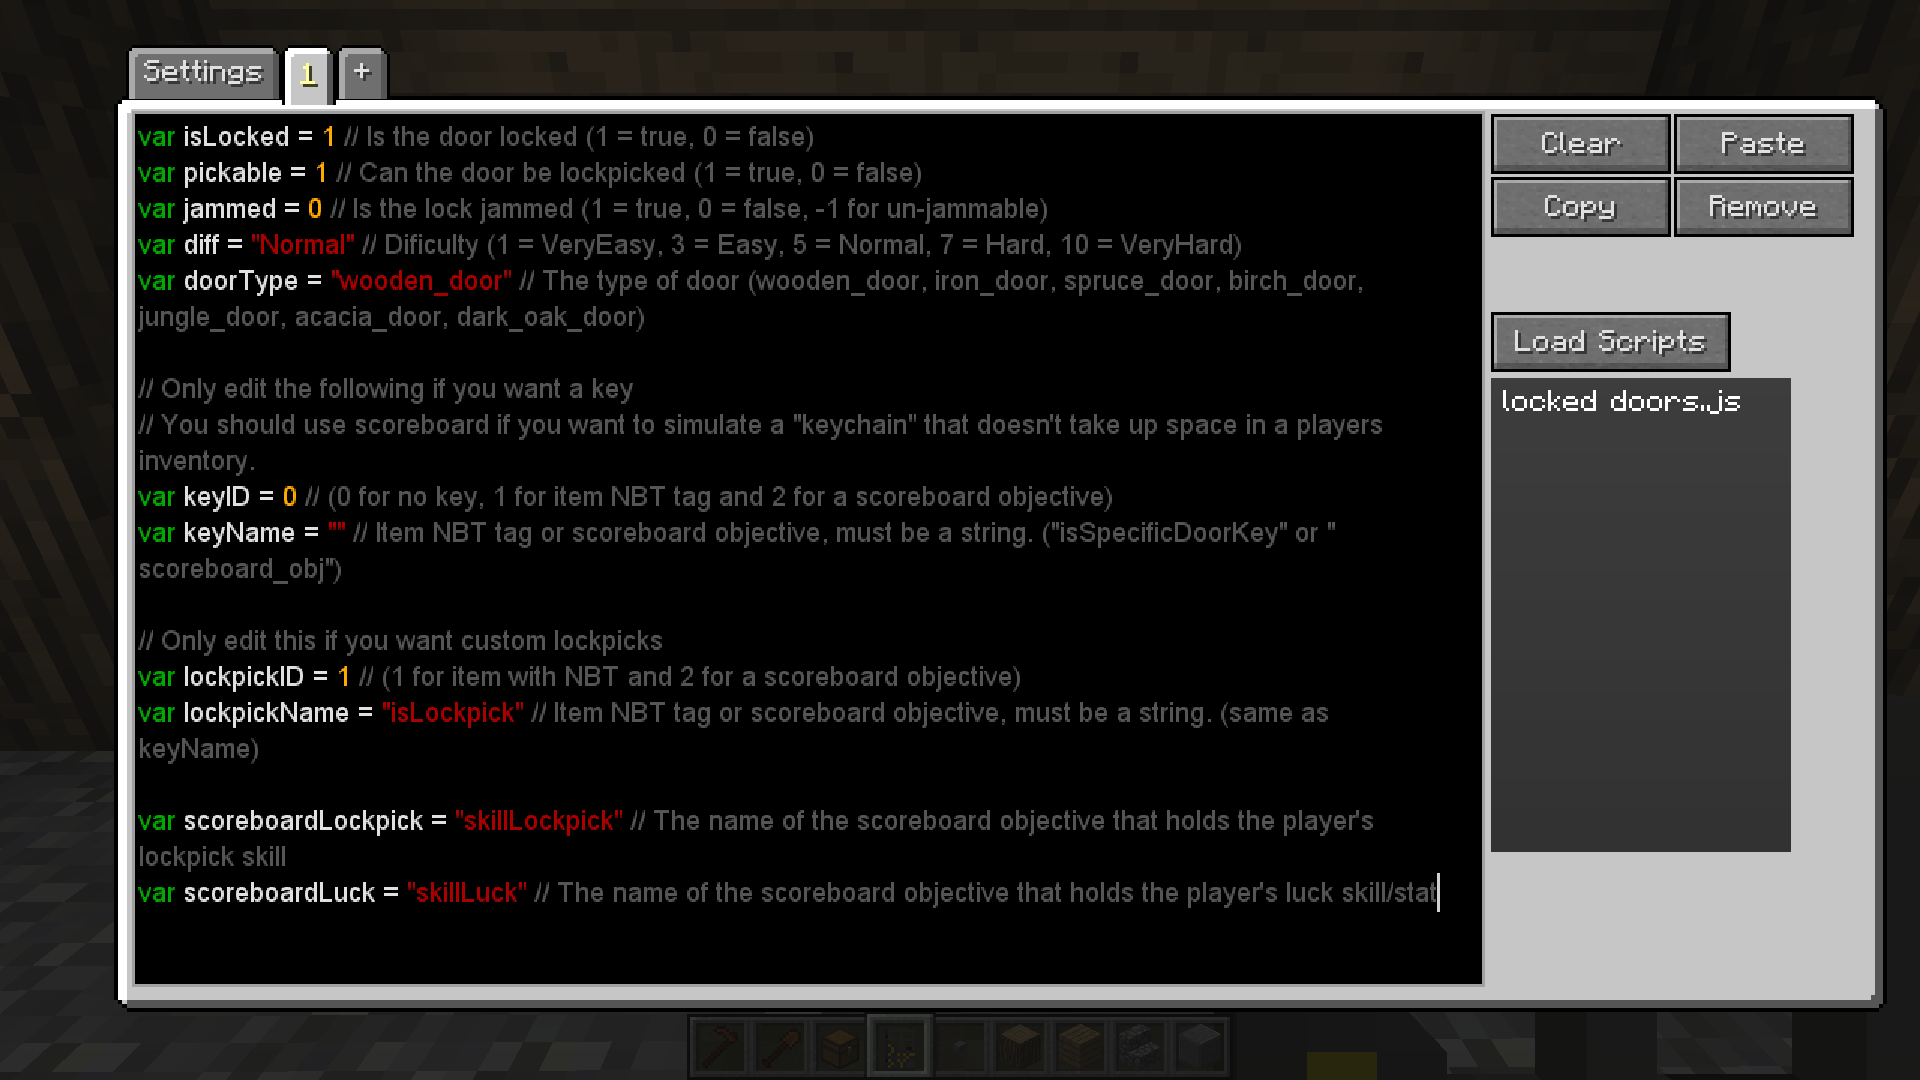 Settings 1 +
var isLocked = 1 // Is the door locked (1 = true, 0 = false)
var pickable = 1 // Can the door be lockpicked (1 = true, 0 = false)
var jammed = 0 // Is the lock jammed (1 = true, 0 = false, -1 for un-jammable)
var diff = "Normal" // Dificulty (1 = VeryEasy, 3 = Easy, 5 = Normal, 7 = Hard, 10 = VeryHard)
var doorType = "wooden_door" // The type of door (wooden_door, iron_door, spruce_door, birch_door,
jungle_door, acacia_door, dark_oak_door)
// Only edit the following if you want a key
// You should use scoreboard if you want to simulate a "keychain" that doesn't take up space in a players
inventory.
var keyID = 0 // (0 for no key, 1 for item NBT tag and 2 for a scoreboard objective)
var keyName = "" // Item NBT tag or scoreboard objective, must be a string. ("isSpecificDoorKey" or "
scoreboard_obj")
// Only edit this if you want custom lockpicks
var lockpickID = 1 // (1 for item with NBT and 2 for a scoreboard objective)
var lockpickName = "isLockpick" // Item NBT tag or scoreboard objective, must be a string. (same as
keyName)
var scoreboardLockpick = "skillLockpick" // The name of the scoreboard objective that holds the player's
lockpick skill
var scoreboardLuck = "skillLuck" // The name of the scoreboard objective that holds the player's luck skill/stat
Clear Paste
Copy Remove
Load Scripts
locked doors..js